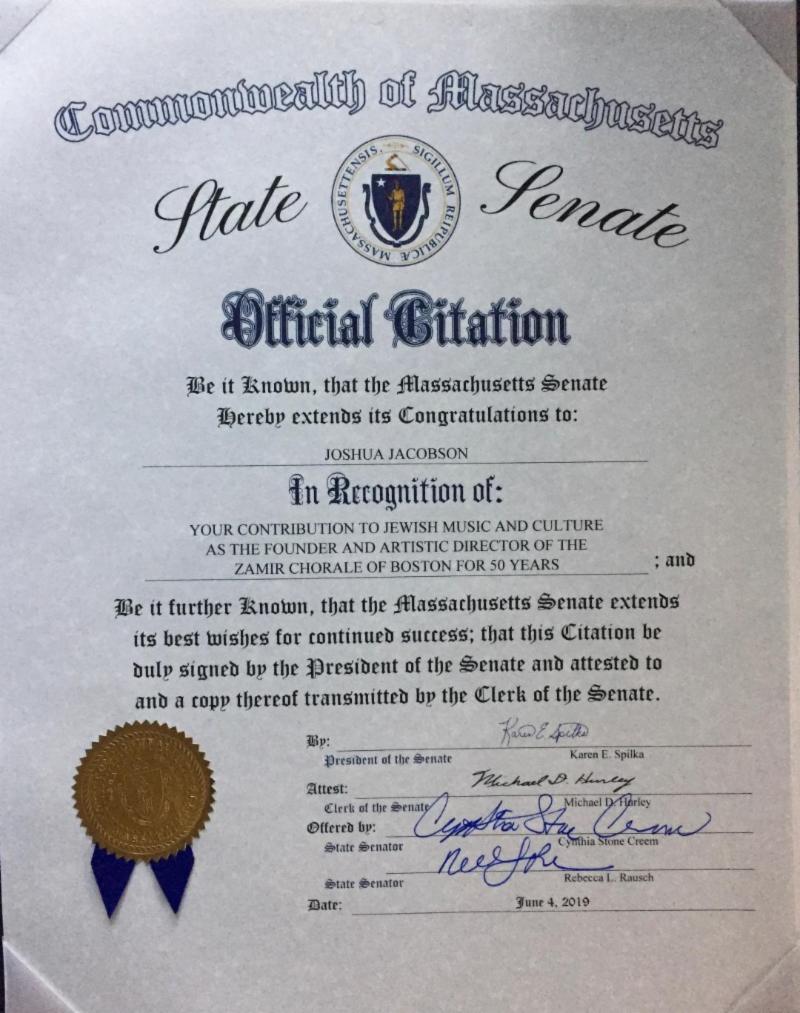 Commonwealth of Massachusetts
State Senate
SIGILLUM REIPUBLICÆ MASSACHUSETTENSIS.
Official Citation
Be it Known, that the Massachusetts Senate
Hereby extends its Congratulations to:
JOSHUA JACOBSON
In Recognition of:
YOUR CONTRIBUTION TO JEWISH MUSIC AND CULTURE
AS THE FOUNDER AND ARTISTIC DIRECTOR OF THE
ZAMIR CHORALE OF BOSTON FOR 50 YEARS ; and
Be it further Known, that the Massachusetts Senate extends
its best wishes for continued success; that this Citation be
duly signed by the President of the Senate and attested to
and a copy thereof transmitted by the Clerk of the Senate.
By: Karen E. Spilka
President of the Senate Karen E. Spilka
Attest: Michael D. Hurley
Clerk of the Senate Michael D. Hurley
Offered by: Cynthia Stone Creem
State Senator Cynthia Stone Creem
State Senator Rebecca L. Rausch
Date: June 4, 2019